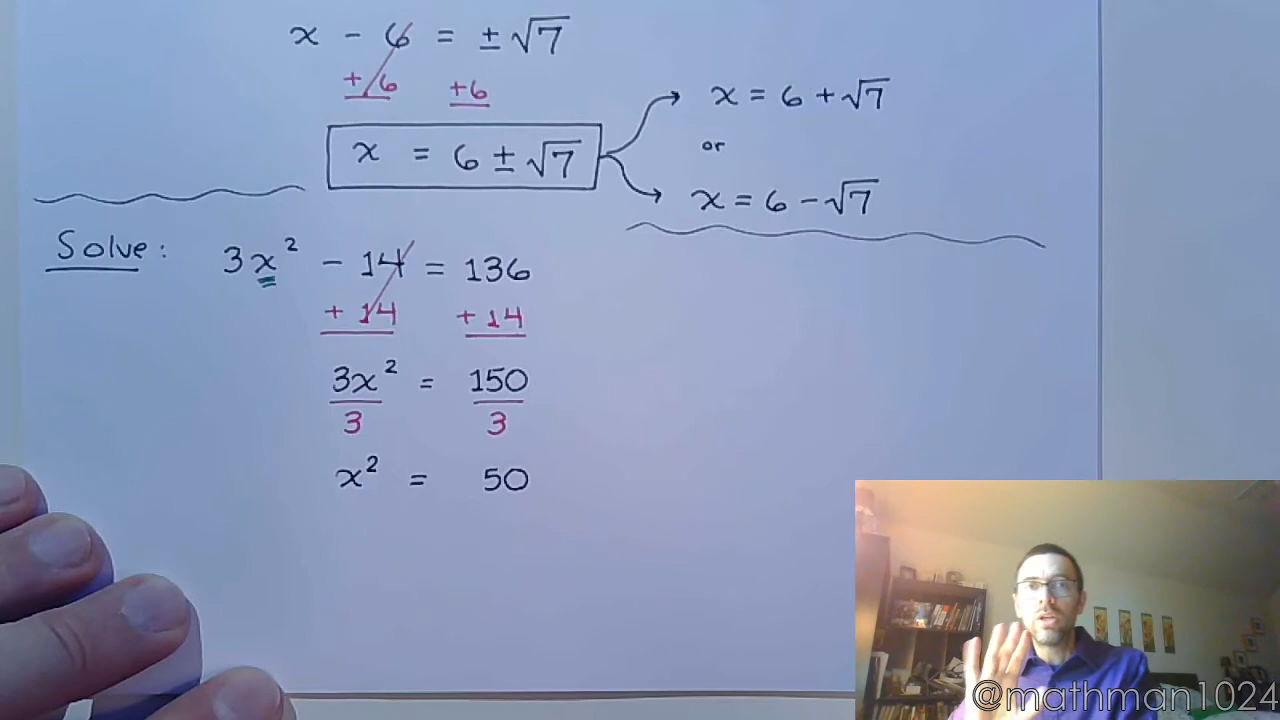 x - 6 = ± √7
+ 6 +6
x = 6 ± √7
x = 6 + √7
or
x = 6 - √7
Solve: 3x² - 14 = 136
+ 14 + 14
3x² = 150
3 3
x² = 50
@mathman1024